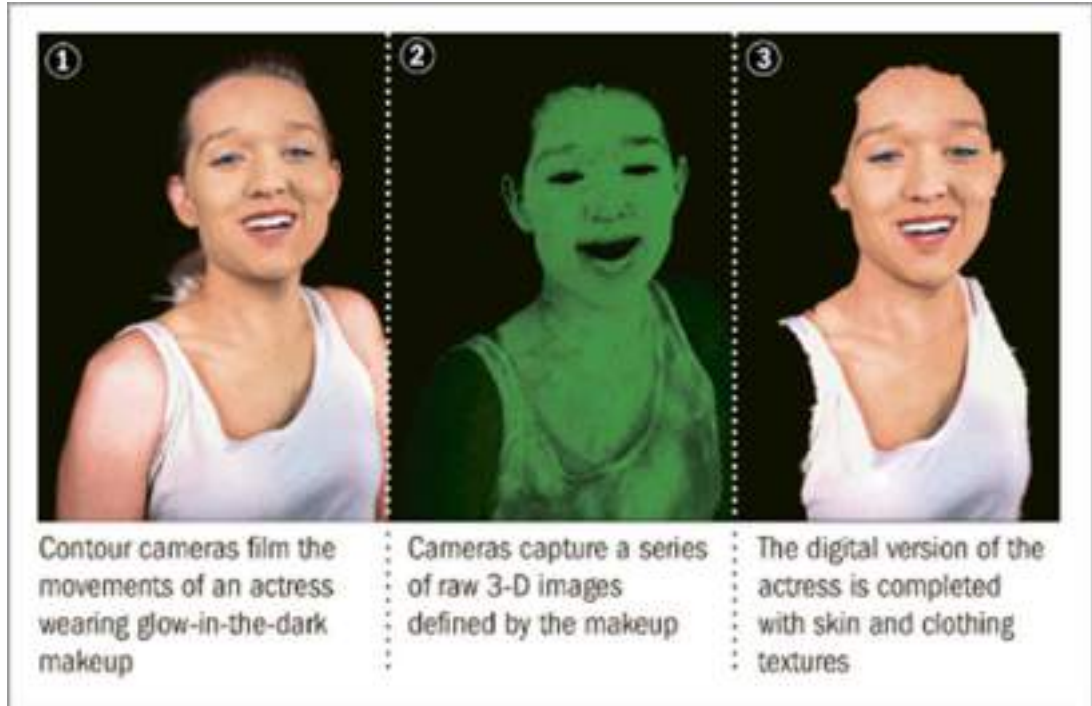 1
2
3
Contour cameras film the
movements of an actress
wearing glow-in-the-dark
makeup
Cameras capture a series
of raw 3-D images
defined by the makeup
The digital version of the
actress is completed
with skin and clothing
textures